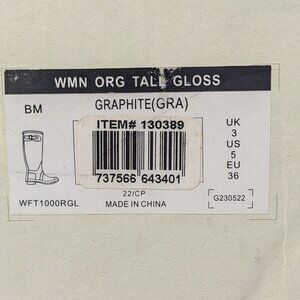 WMN ORG TALL GLOSS
BM
GRAPHITE(GRA)
ITEM# 130389
737566 643401
22/CP
MADE IN CHINA
WFT1000RGL
UK
3
US
5
EU
36
G230522